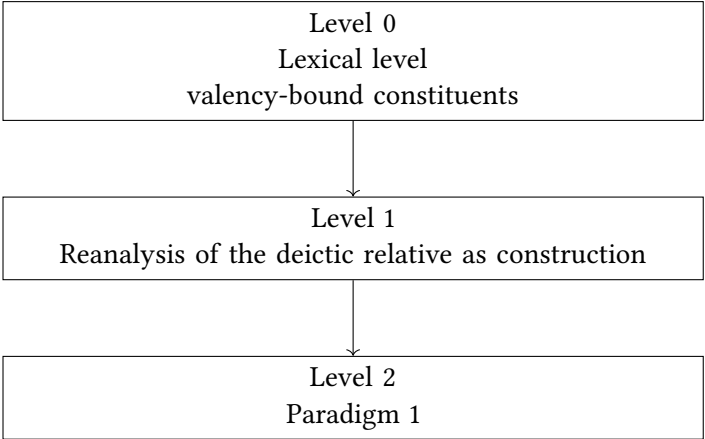 Level 0
Lexical level
valency-bound constituents
Level 1
Reanalysis of the deictic relative as construction
Level 2
Paradigm 1